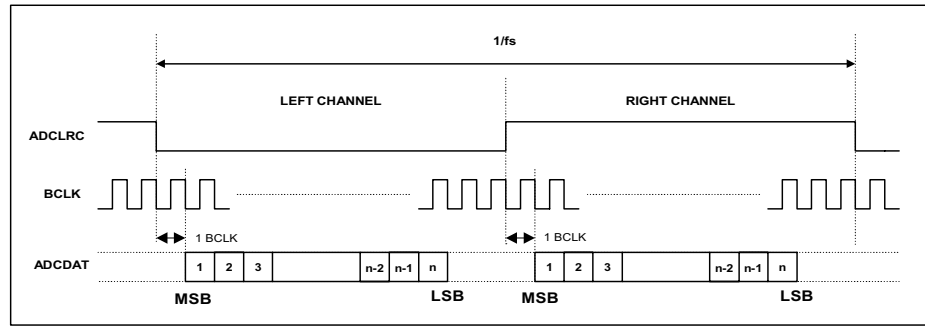 1/fs
LEFT CHANNEL RIGHT CHANNEL
ADCLRC
BCLK
1 BCLK 1 BCLK
ADCDAT 1 2 3 n-2 n-1 n 1 2 3 n-2 n-1 n
MSB LSB MSB LSB